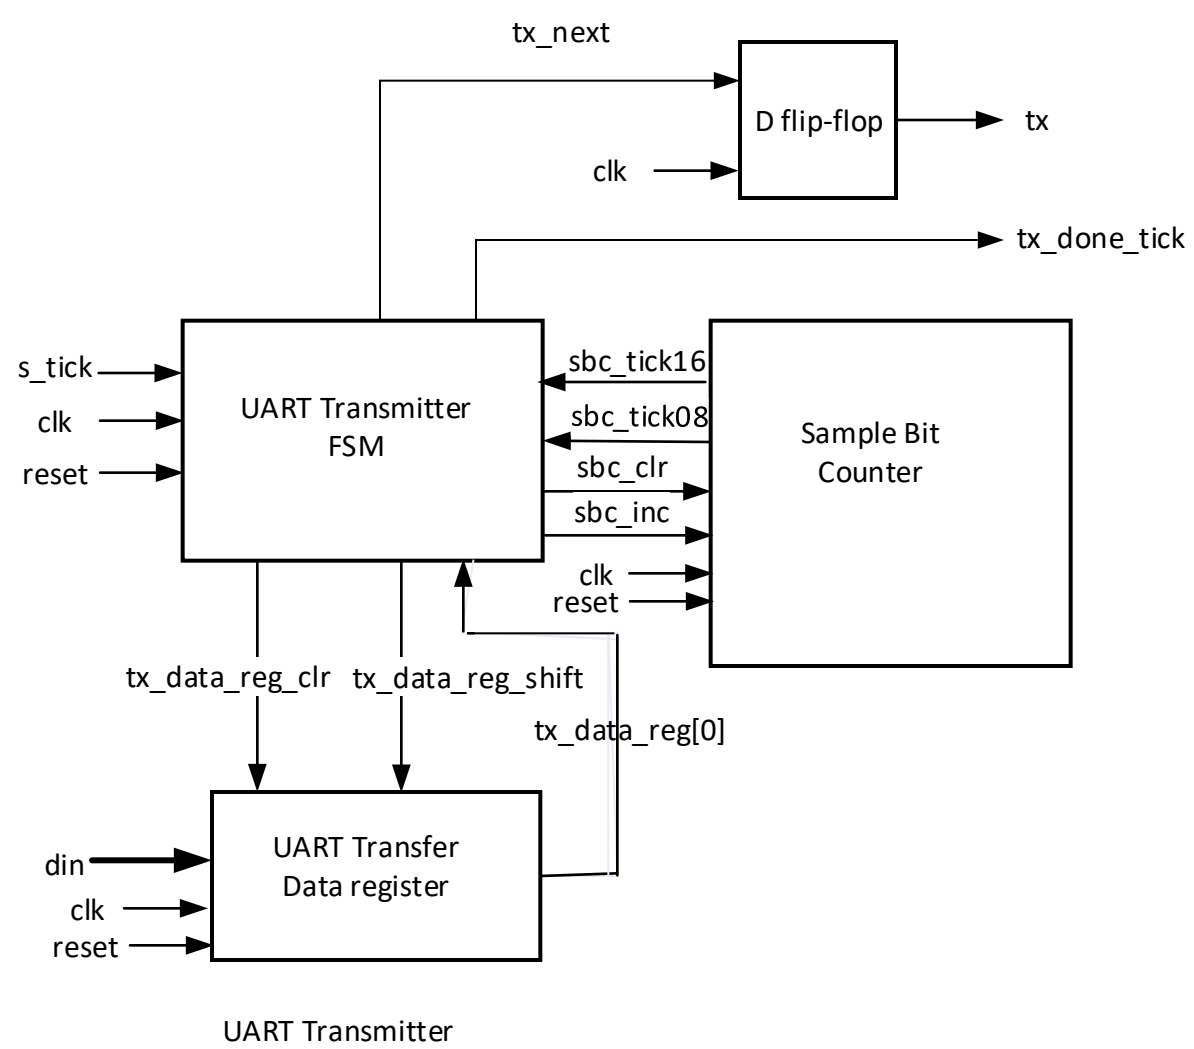 tx_next
D flip-flop
tx
clk
tx_done_tick
s_tick
clk
reset
UART Transmitter
FSM
sbc_tick16
sbc_tick08
sbc_clr
sbc_inc
clk
reset
Sample Bit
Counter
tx_data_reg_clr
tx_data_reg_shift
tx_data_reg[0]
din
clk
reset
UART Transfer
Data register
UART Transmitter